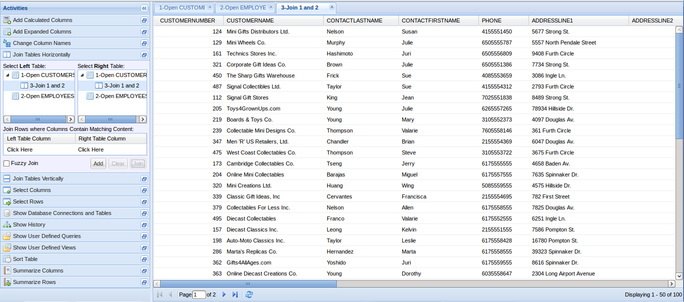 Activities
Add Calculated Columns
Add Expanded Columns
Change Column Names
Join Tables Horizontally
Select Left Table: Select Right Table:
1-Open CUSTOMERS 1-Open CUSTOMER
3-Join 1 and 2 3-Join 1 and 2
2-Open EMPLOYEES 2-Open EMPLOYEES
Join Rows where Columns Contain Matching Content:
Left Table Column Right Table Column
Click Here Click Here
Fuzzy Join Add Clear Join
Join Tables Vertically
Select Columns
Select Rows
Show Database Connections and Tables
Show History
Show User Defined Queries
Show User Defined Views
Sort Table
Summarize Columns
Summarize Rows
1-Open CUSTOMI 2-Open EMPLOYE 3-Join 1 and 2
CUSTOMERNUMBER CUSTOMERNAME CONTACTLASTNAME CONTACTFIRSTNAME PHONE ADDRESSLINE1 ADDRESSLINE2
124 Mini Gifts Distributors Ltd. Nelson Susan 4155551450 5677 Strong St.
129 Mini Wheels Co. Murphy Julie 6505555787 5557 North Pendale Street
161 Technics Stores Inc. Hashimoto Juri 6505556809 9408 Furth Circle
321 Corporate Gift Ideas Co. Brown Julie 6505551386 7734 Strong St.
450 The Sharp Gifts Warehouse Frick Sue 4085553659 3086 Ingle Ln.
487 Signal Collectibles Ltd. Taylor Sue 4155554312 2793 Furth Circle
112 Signal Gift Stores King Jean 7025551838 8489 Strong St.
205 Toys4GrownUps.com Young Julie 6265557265 78934 Hillside Dr.
219 Boards & Toys Co. Young Mary 3105552373 4097 Douglas Av.
239 Collectable Mini Designs Co. Thompson Valarie 7605558146 361 Furth Circle
347 Men 'R' US Retailers, Ltd. Chandler Brian 2155554369 6047 Douglas Av.
475 West Coast Collectables Co. Thompson Steve 3105553722 3675 Furth Circle
173 Cambridge Collectables Co. Tseng Jerry 6175555555 4658 Baden Av.
204 Online Mini Collectables Barajas Miguel 6175557555 7635 Spinnaker Dr.
320 Mini Creations Ltd. Huang Wing 5085559555 4575 Hillside Dr.
339 Classic Gift Ideas, Inc Cervantes Francisca 2155554695 782 First Street
379 Collectables For Less Inc. Nelson Allen 6175558555 7825 Douglas Av.
495 Diecast Collectables Franco Valarie 6175552555 6251 Ingle Ln.
157 Diecast Classics Inc. Leong Kelvin 2155551555 7586 Pompton St.
198 Auto-Moto Classics Inc. Taylor Leslie 6175558428 16780 Pompton St.
286 Marta's Replicas Co. Hernandez Marta 6175558555 39323 Spinnaker Dr.
362 Gifts4AllAges.com Yoshido Juri 6175559555 8616 Spinnaker Dr.
363 Online Diecast Creations Co. Young Dorothy 6035558647 2304 Long Airport Avenue
Page 1 of 2 Displaying 1 - 50 of 100